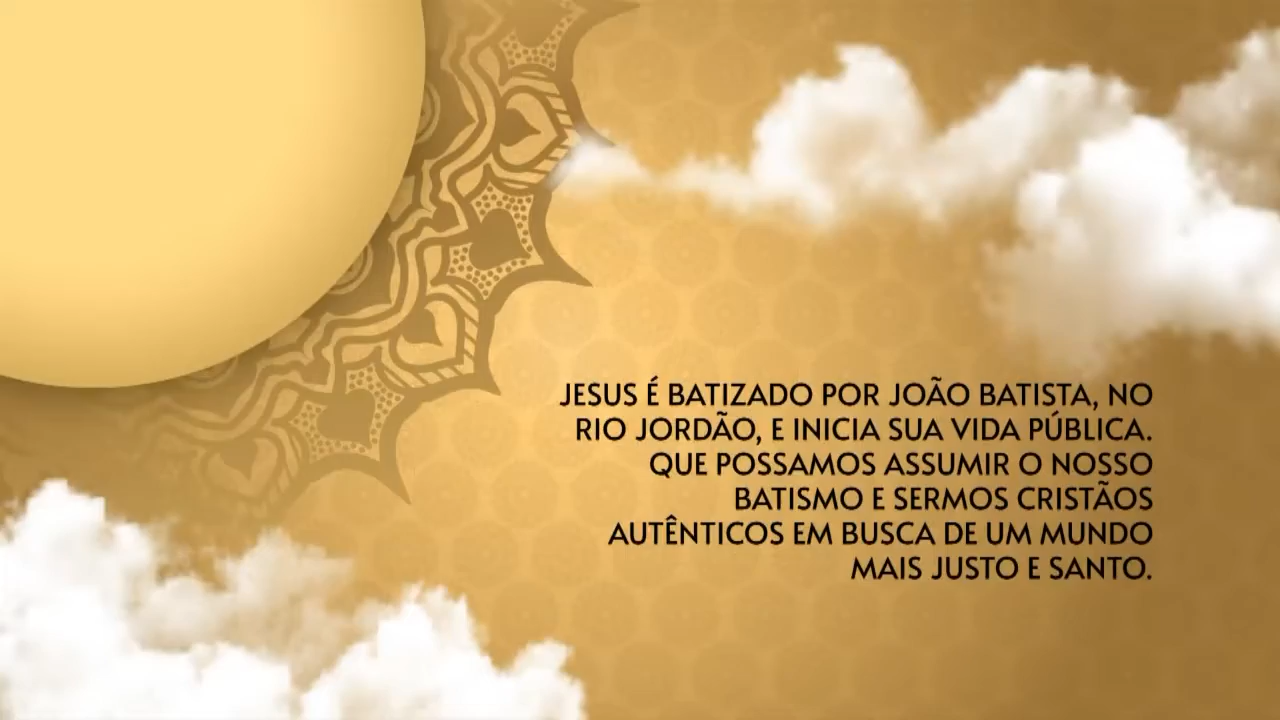 JESUS É BATIZADO POR JOÃO BATISTA, NO
RIO JORDÃO, E INICIA SUA VIDA PÚBLICA.
QUE POSSAMOS ASSUMIR O NOSSO
BATISMO E SERMOS CRISTÃOS
AUTÊNTICOS EM BUSCA DE UM MUNDO
MAIS JUSTO E SANTO.